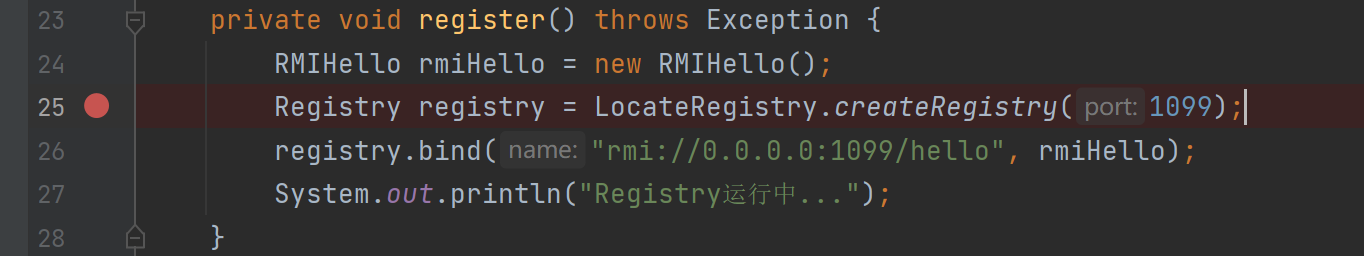 23 private void register() throws Exception {
24 RMIHello rmiHello = new RMIHello();
25 Registry registry = LocateRegistry.createRegistry( port: 1099);
26 registry.bind( name: "rmi://0.0.0.0:1099/hello", rmiHello);
27 System.out.println("Registry运行中...");
28 }